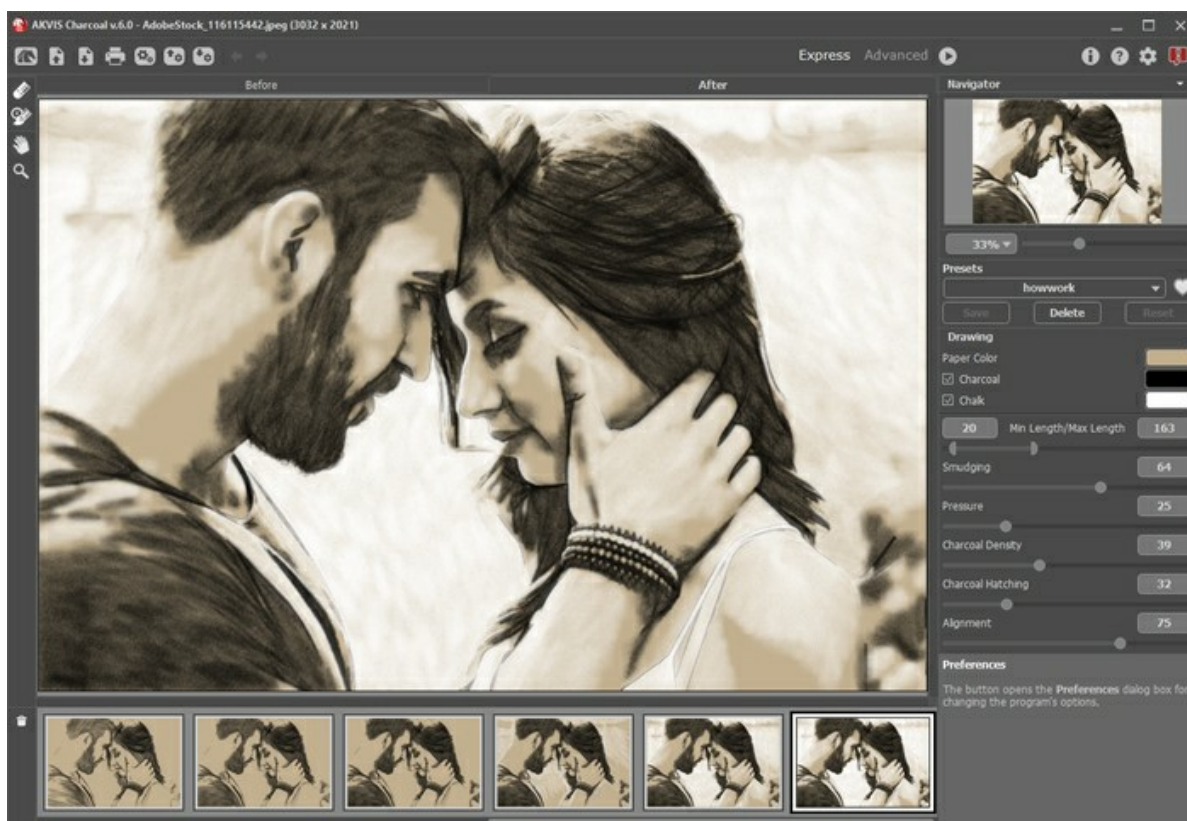 AKVIS Charcoal v.6.0 - AdobeStock_116115442.jpeg (3032 x 2021)
Express Advanced
Before After
Navigator
33%
Presets
howwork
Save Delete Reset
Drawing
Paper Color
Charcoal
Chalk
20 Min Length/Max Length 163
Smudging 64
Pressure 25
Charcoal Density 39
Charcoal Hatching 32
Alignment 75
Preferences
The button opens the Preferences dialog box for
changing the program's options.